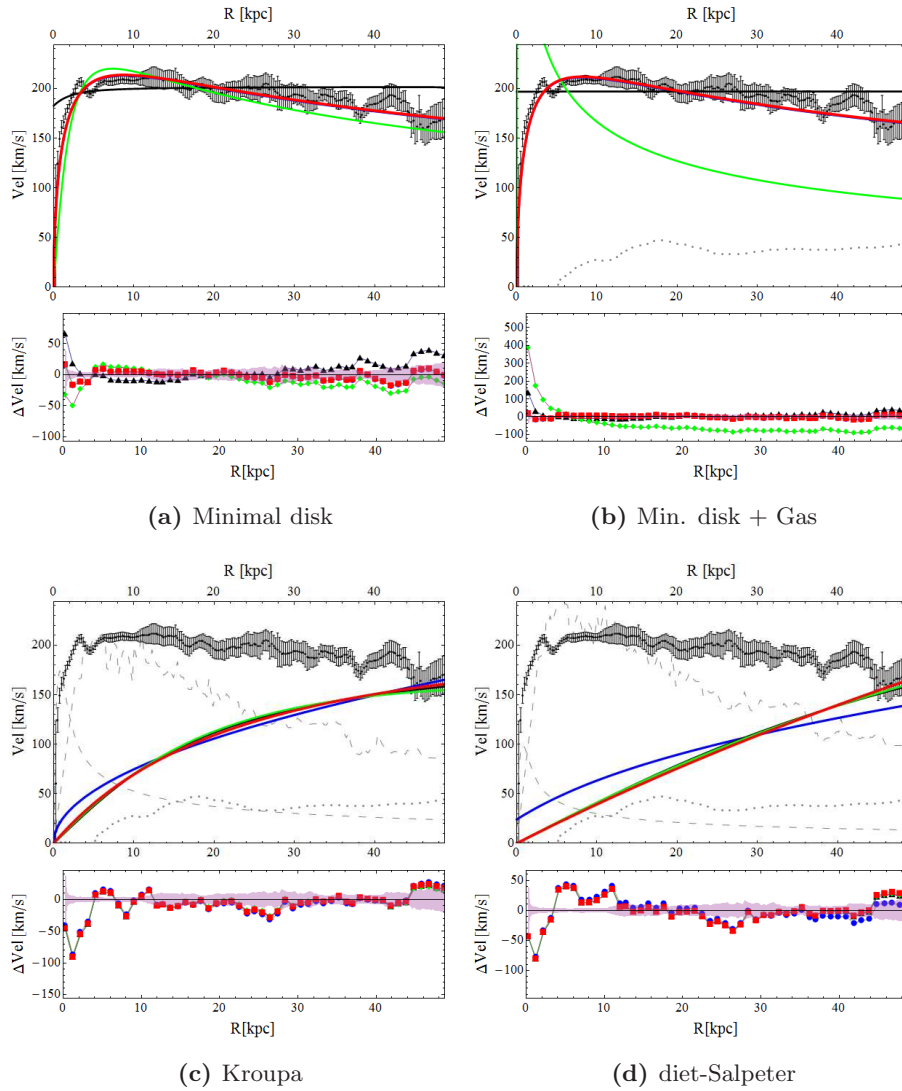 R [kpc]
R [kpc]
0 10 20 30 40
0 10 20 30 40
Vel [km/s]
200
150
100
50
0
Vel [km/s]
200
150
100
50
0
0 10 20 30 40
0 10 20 30 40
ΔVel [km/s]
50
0
−50
−100
ΔVel [km/s]
500
400
300
200
100
0
−100
0 10 20 30 40
0 10 20 30 40
R[kpc]
R[kpc]
(a) Minimal disk
(b) Min. disk + Gas
R [kpc]
R [kpc]
0 10 20 30 40
0 10 20 30 40
Vel [km/s]
200
150
100
50
0
Vel [km/s]
200
150
100
50
0
0 10 20 30 40
0 10 20 30 40
ΔVel [km/s]
0
−50
−100
−150
ΔVel [km/s]
50
0
−50
−100
0 10 20 30 40
0 10 20 30 40
R[kpc]
R[kpc]
(c) Kroupa
(d) diet-Salpeter